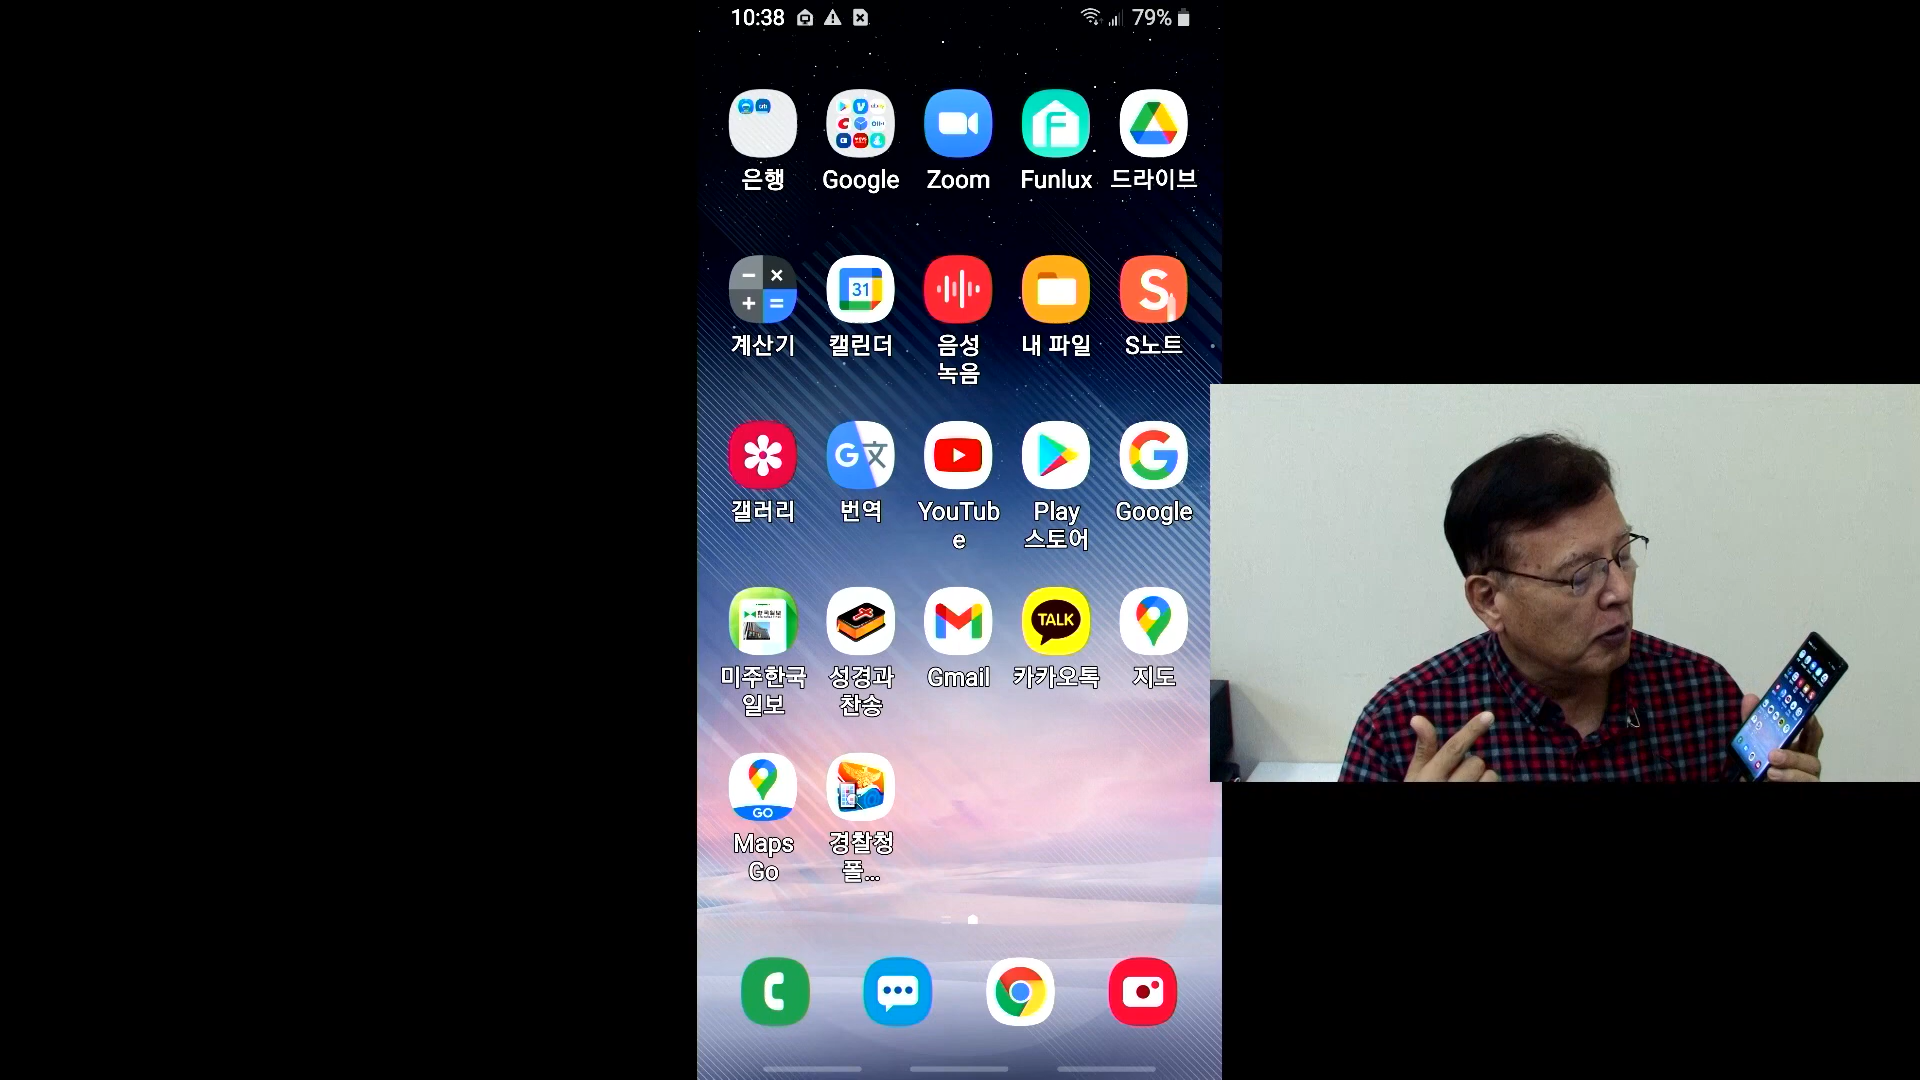 10:38 79%
은행 Google Zoom Funlux 드라이브
31
계산기 캘린더 음성 내 파일 S노트
녹음
갤러리 번역 YouTub Play Google
e 스토어
TALK
미주한국 성경과 Gmail 카카오톡 지도
일보 찬송
GO
Maps 경찰청
Go 폴...